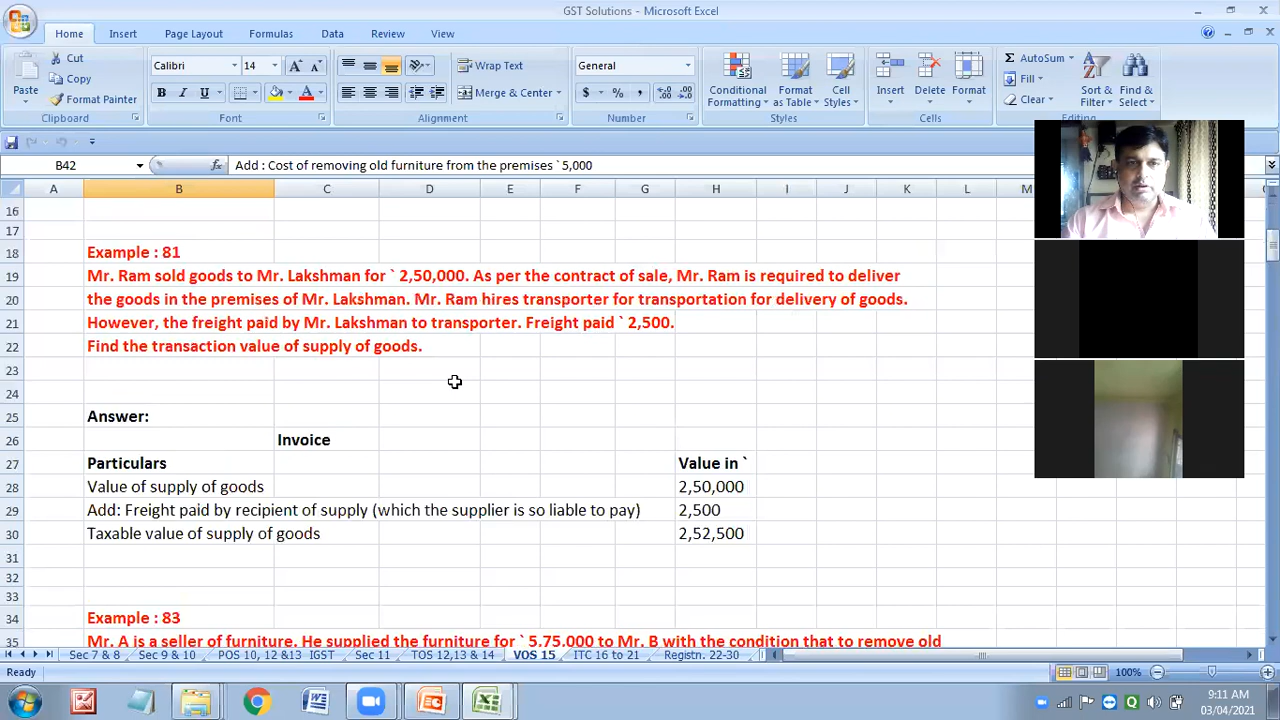 GST Solutions - Microsoft Excel
Home Insert Page Layout Formulas Data Review View
Cut
Copy
Format Painter
Paste
Clipboard
Calibri 14
B I U
Font
Wrap Text
Merge & Center
Alignment
General
$ % ,
Number
Conditional Formatting
Format as Table
Cell Styles
Styles
Insert Delete Format
Cells
Σ AutoSum
Fill
Clear
Sort & Filter
Find & Select
Editing
B42 fx Add : Cost of removing old furniture from the premises ` 5,000
A B C D E F G H I J K L M
16
17
18 Example : 81
19 Mr. Ram sold goods to Mr. Lakshman for ` 2,50,000. As per the contract of sale, Mr. Ram is required to deliver
20 the goods in the premises of Mr. Lakshman. Mr. Ram hires transporter for transportation for delivery of goods.
21 However, the freight paid by Mr. Lakshman to transporter. Freight paid ` 2,500.
22 Find the transaction value of supply of goods.
23
24
25 Answer:
26 Invoice
27 Particulars Value in `
28 Value of supply of goods 2,50,000
29 Add: Freight paid by recipient of supply (which the supplier is so liable to pay) 2,500
30 Taxable value of supply of goods 2,52,500
31
32
33
34 Example : 83
35 Mr. A is a seller of furniture. He supplied the furniture for ` 5,75,000 to Mr. B with the condition that to remove old
Sec 7 & 8 Sec 9 & 10 POS 10, 12 &13 IGST Sec 11 TOS 12,13 & 14 VOS 15 ITC 16 to 21 Registn. 22-30
Ready 100%
9:11 AM
03/04/2021